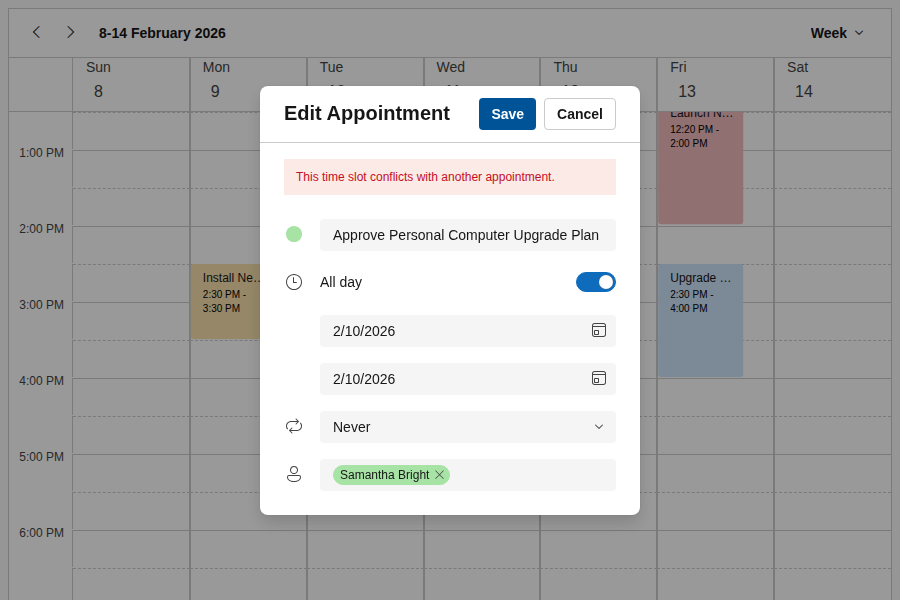 8-14 February 2026
Week
Sun
Mon
Tue
Wed
Thu
Fri
Sat
8
9
13
14
Edit Appointment
Save
Cancel
Launch N...
12:20 PM -
2:00 PM
1:00 PM
This time slot conflicts with another appointment.
2:00 PM
Approve Personal Computer Upgrade Plan
Install Ne...
2:30 PM -
3:30 PM
All day
Upgrade ...
2:30 PM -
4:00 PM
3:00 PM
2/10/2026
4:00 PM
2/10/2026
Never
5:00 PM
Samantha Bright
6:00 PM